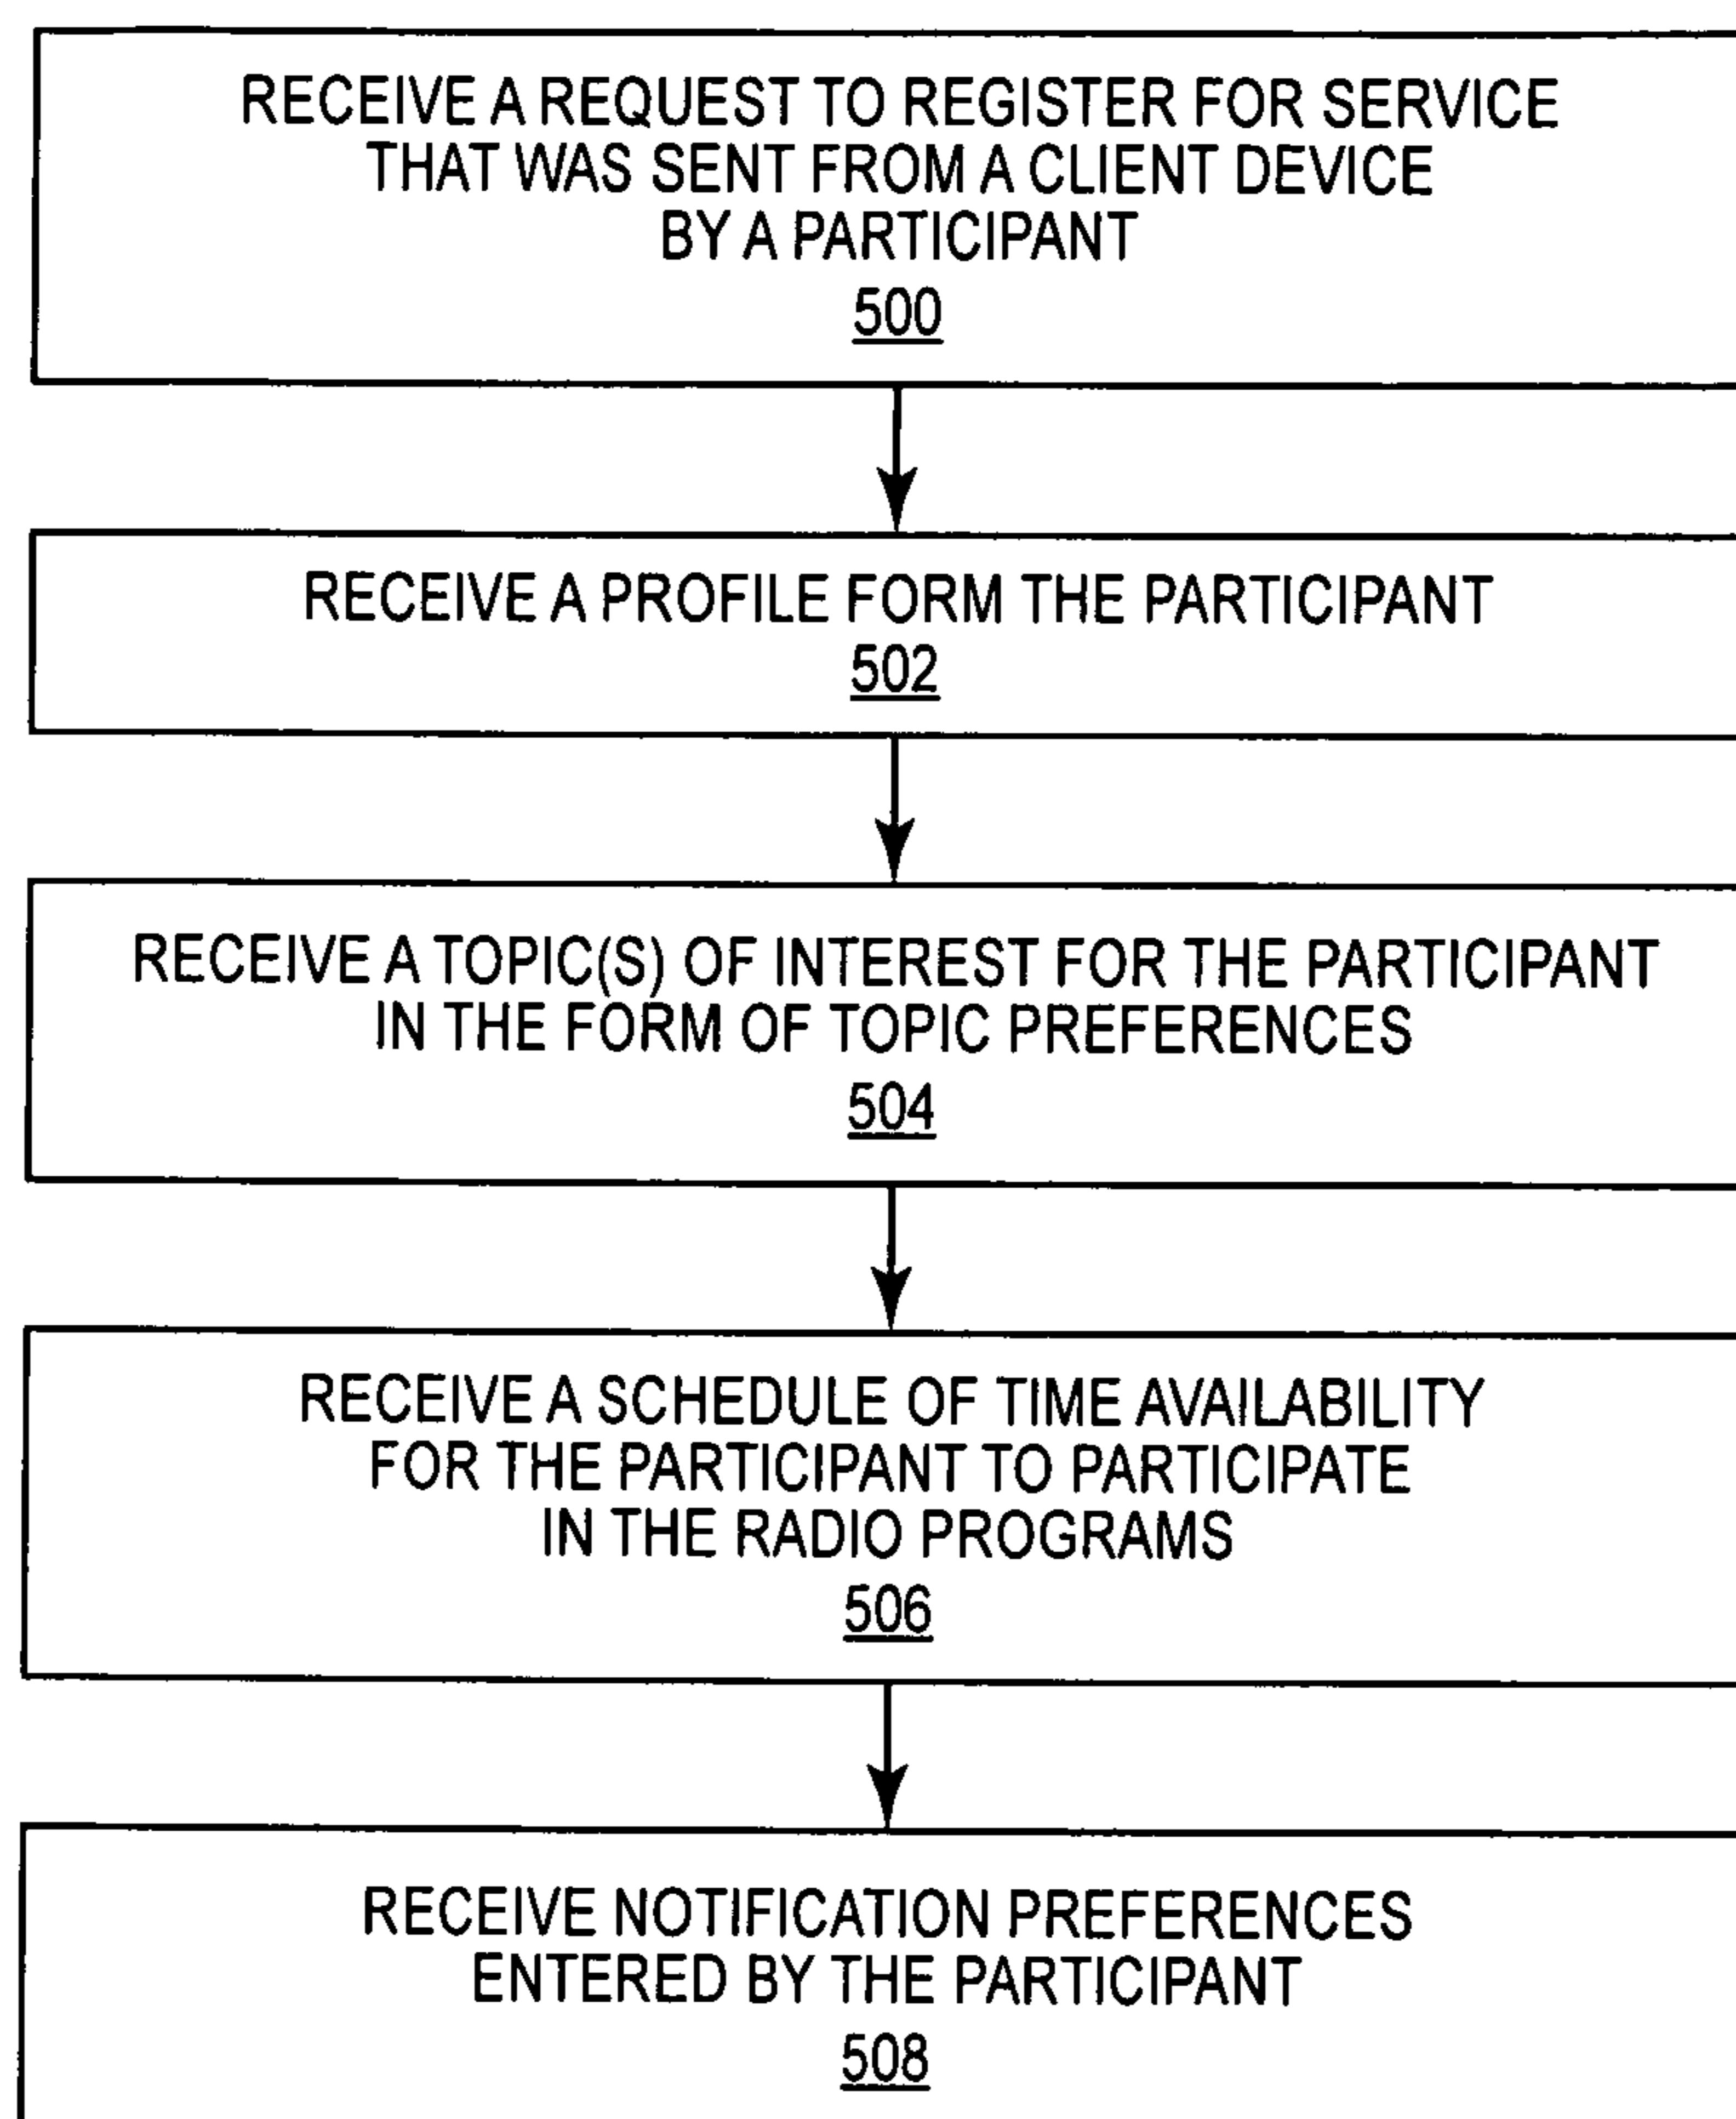 RECEIVE A REQUEST TO REGISTER FOR SERVICE
THAT WAS SENT FROM A CLIENT DEVICE
BY A PARTICIPANT
500
RECEIVE A PROFILE FORM THE PARTICIPANT
502
RECEIVE A TOPIC(S) OF INTEREST FOR THE PARTICIPANT
IN THE FORM OF TOPIC PREFERENCES
504
RECEIVE A SCHEDULE OF TIME AVAILABILITY
FOR THE PARTICIPANT TO PARTICIPATE
IN THE RADIO PROGRAMS
506
RECEIVE NOTIFICATION PREFERENCES
ENTERED BY THE PARTICIPANT
508